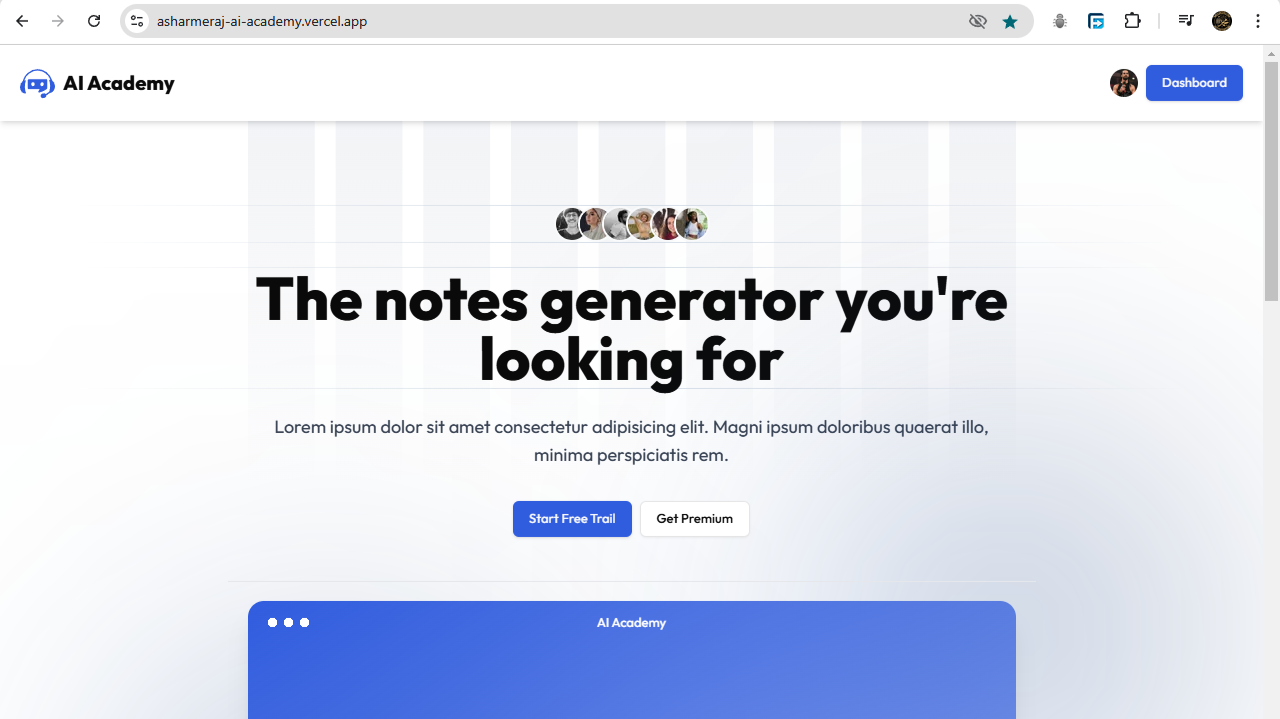 asharmeraj-ai-academy.vercel.app
AI Academy
Dashboard
The notes generator you're
looking for
Lorem ipsum dolor sit amet consectetur adipisicing elit. Magni ipsum doloribus quaerat illo,
minima perspiciatis rem.
Start Free Trail
Get Premium
AI Academy